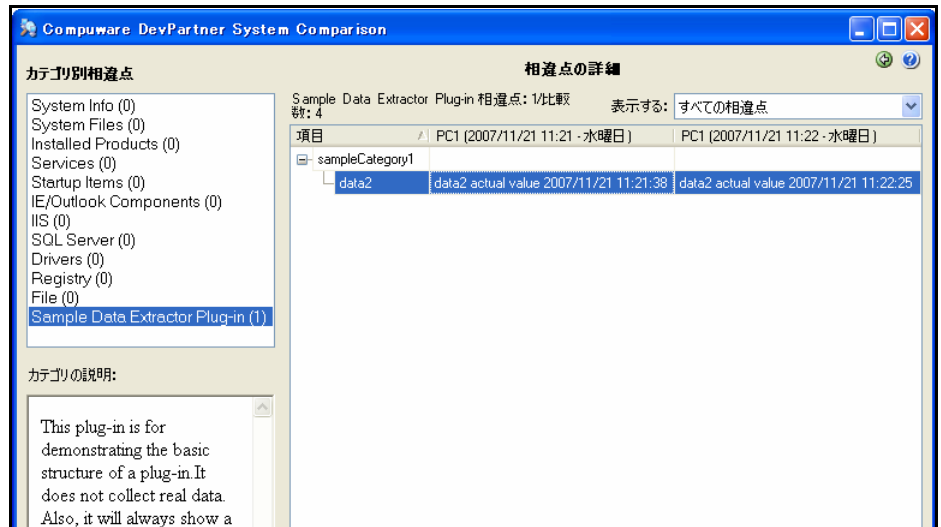 Compuware DevPartner System Comparison
カテゴリ別相違点
System Info (0)
System Files (0)
Installed Products (0)
Services (0)
Startup Items (0)
IE/Outlook Components (0)
IIS (0)
SQL Server (0)
Drivers (0)
Registry (0)
File (0)
Sample Data Extractor Plug-in (1)
カテゴリの説明:
This plug-in is for
demonstrating the basic
structure of a plug-in.It
does not collect real data.
Also, it will always show a
相違点の詳細
Sample Data Extractor Plug-in 相違点: 1/比較
数: 4
表示する: すべての相違点
項目 PC1 (2007/11/21 11:21 - 水曜日) PC1 (2007/11/21 11:22 - 水曜日)
sampleCategory1
data2 data2 actual value 2007/11/21 11:21:38 data2 actual value 2007/11/21 11:22:25